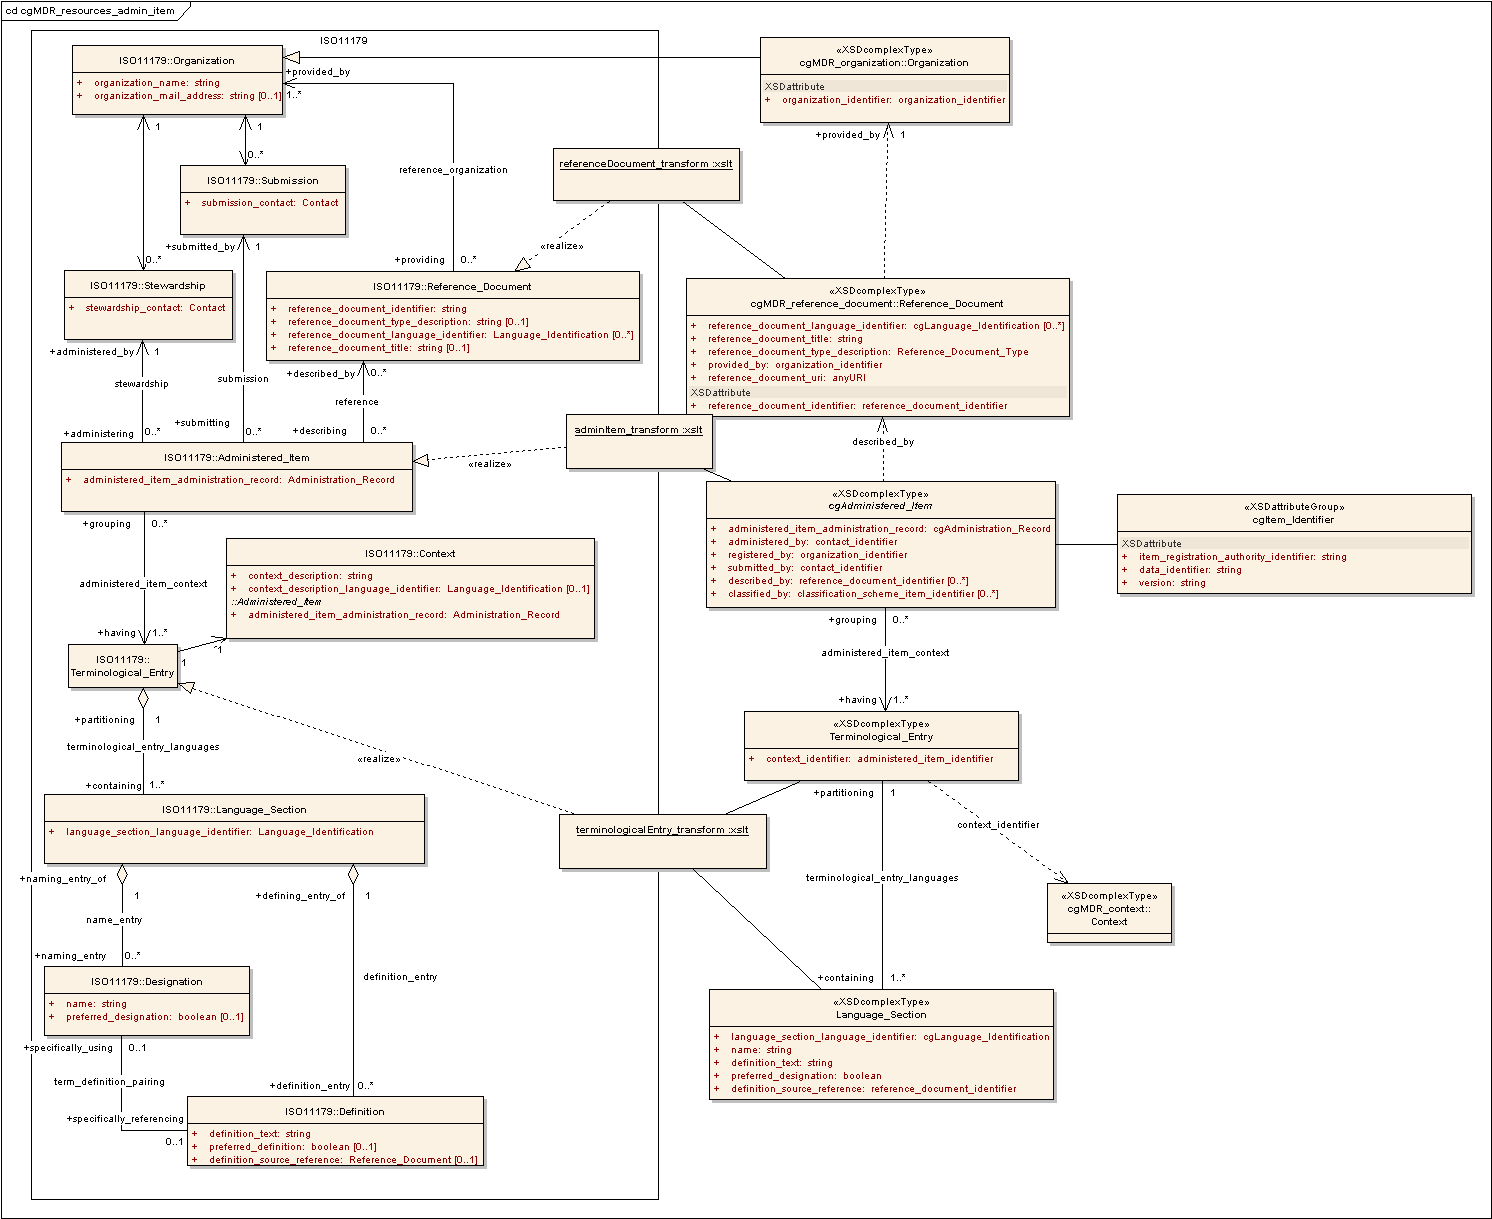 cd cgMDR_resources_admin_item
ISO11179
ISO11179::Organization
+ organization_name: string
+ organization_mail_address: string [0..1]
+provided_by
1..*
«XSDcomplexType»
cgMDR_organization::Organization
XSDattribute
+ organization_identifier: organization_identifier
+provided_by 1
1
1
0..*
reference_organization
referenceDocument_transform :xslt
ISO11179::Submission
+ submission_contact: Contact
+submitted_by 1
«realize»
0..*
+providing 0..*
ISO11179::Stewardship
+ stewardship_contact: Contact
+administered_by 1
ISO11179::Reference_Document
+ reference_document_identifier: string
+ reference_document_type_description: string [0..1]
+ reference_document_language_identifier: Language_Identification [0..*]
+ reference_document_title: string [0..1]
«XSDcomplexType»
cgMDR_reference_document::Reference_Document
+ reference_document_language_identifier: cgLanguage_Identification [0..*]
+ reference_document_title: string
+ reference_document_type_description: Reference_Document_Type
+ provided_by: organization_identifier
+ reference_document_uri: anyURI
XSDattribute
+ reference_document_identifier: reference_document_identifier
+described_by 0..*
stewardship
submission
reference
+submitting
0..*
+administering 0..*
+describing 0..*
adminItem_transform :xslt
described_by
ISO11179::Administered_Item
+ administered_item_administration_record: Administration_Record
«realize»
«XSDcomplexType»
cgAdministered_Item
+ administered_item_administration_record: cgAdministration_Record
+ administered_by: contact_identifier
+ registered_by: organization_identifier
+ submitted_by: contact_identifier
+ described_by: reference_document_identifier [0..*]
+ classified_by: classification_scheme_item_identifier [0..*]
«XSDattributeGroup»
cgItem_Identifier
XSDattribute
+ item_registration_authority_identifier: string
+ data_identifier: string
+ version: string
+grouping 0..*
administered_item_context
+having 1..*
ISO11179::Context
+ context_description: string
+ context_description_language_identifier: Language_Identification [0..1]
::Administered_Item
+ administered_item_administration_record: Administration_Record
+grouping 0..*
administered_item_context
+having 1..*
ISO11179::
Terminological_Entry
1
1
+partitioning 1
terminological_entry_languages
+containing 1..*
«realize»
«XSDcomplexType»
Terminological_Entry
+ context_identifier: administered_item_identifier
+partitioning 1
context_identifier
terminological_entry_languages
+containing 1..*
ISO11179::Language_Section
+ language_section_language_identifier: Language_Identification
terminologicalEntry_transform :xslt
+naming_entry_of
1
name_entry
+naming_entry 0..*
+defining_entry_of 1
definition_entry
+definition_entry 0..*
«XSDcomplexType»
cgMDR_context::
Context
ISO11179::Designation
+ name: string
+ preferred_designation: boolean [0..1]
«XSDcomplexType»
Language_Section
+ language_section_language_identifier: cgLanguage_Identification
+ name: string
+ definition_text: string
+ preferred_designation: boolean
+ definition_source_reference: reference_document_identifier
+specifically_using 0..1
term_definition_pairing
+specifically_referencing
0..1
ISO11179::Definition
+ definition_text: string
+ preferred_definition: boolean [0..1]
+ definition_source_reference: Reference_Document [0..1]